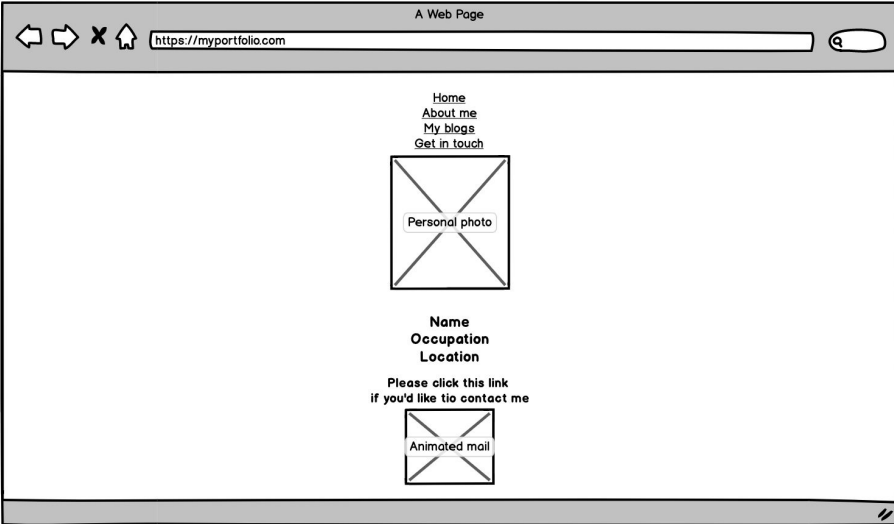 A Web Page
https://myportfolio.com
Home
About me
My blogs
Get in touch
Personal photo
Name
Occupation
Location
Please click this link
if you'd like tio contact me
Animated mail